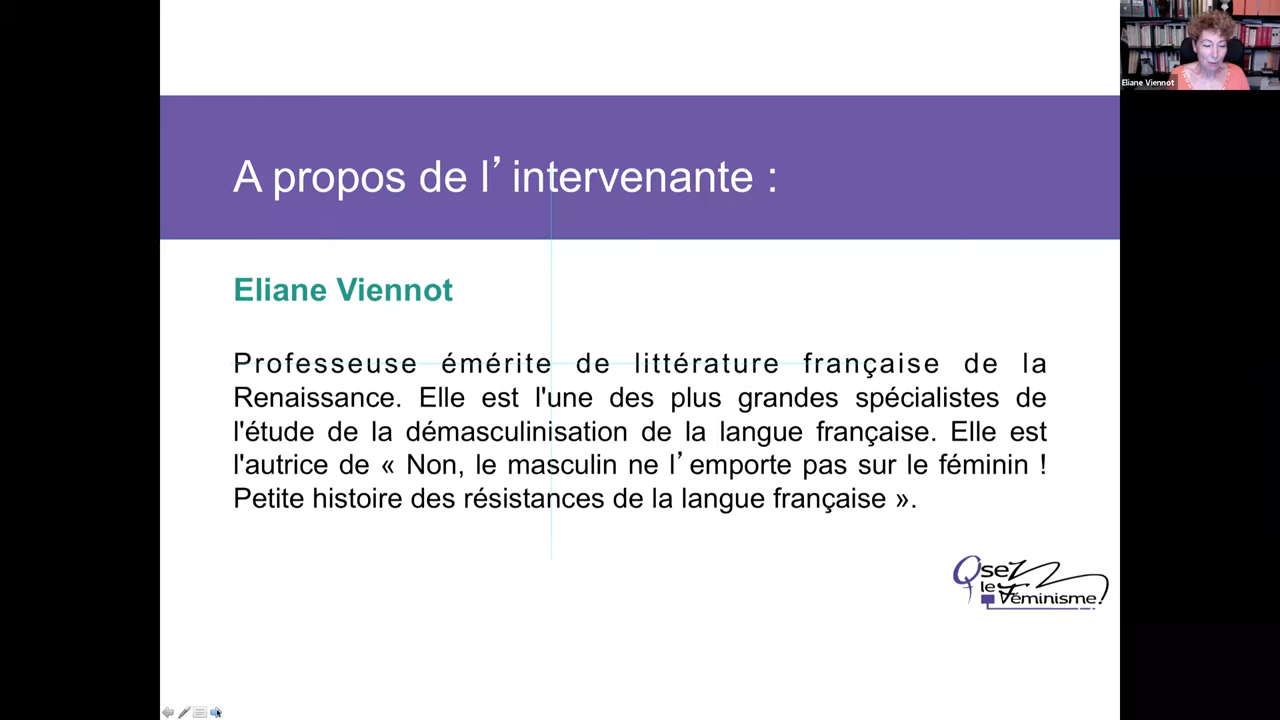 Eliane Viennot
A propos de l’intervenante :
Eliane Viennot
Professeuse émérite de littérature française de la
Renaissance. Elle est l'une des plus grandes spécialistes de
l'étude de la démasculinisation de la langue française. Elle est
l'autrice de « Non, le masculin ne l’emporte pas sur le féminin !
Petite histoire des résistances de la langue française ».
Osez
le Féminisme!